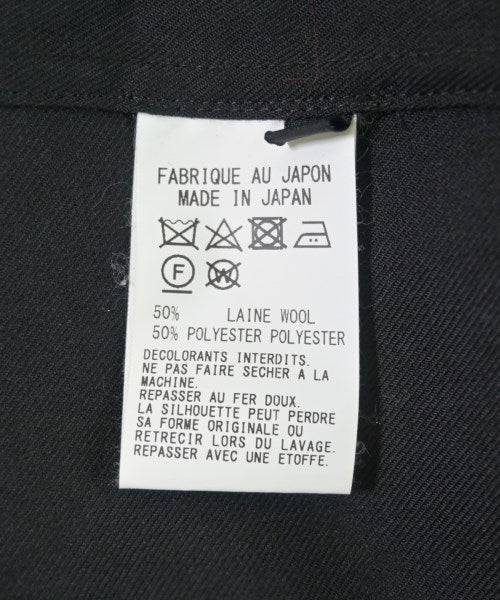 FABRIQUE AU JAPON
MADE IN JAPAN
F W
50% LAINE WOOL
50% POLYESTER POLYESTER
DECOLORANTS INTERDITS.
NE PAS FAIRE SECHER A LA
MACHINE.
REPASSER AU FER DOUX.
LA SILHOUETTE PEUT PERDRE
SA FORME ORIGINALE OU
RETRECIR LORS DU LAVAGE.
REPASSER AVEC UNE ETOFFE.